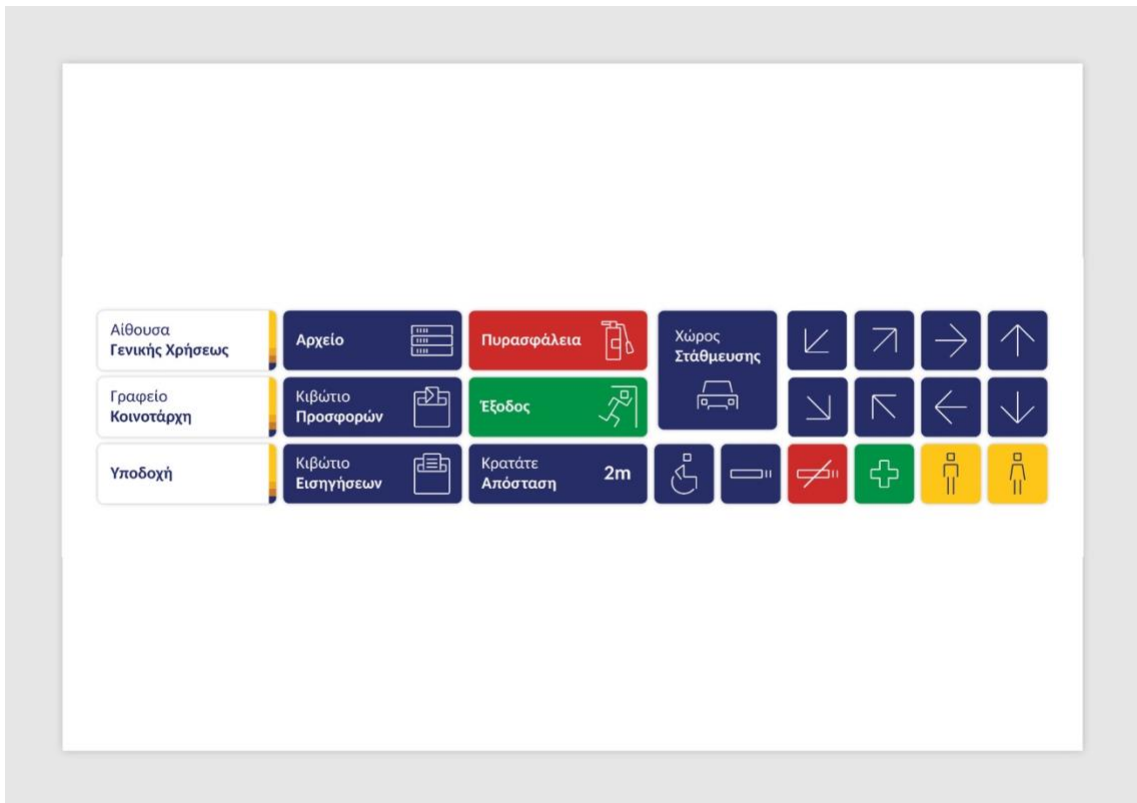 Αίθουσα
Γενικής Χρήσεως
Αρχείο
Πυρασφάλεια
Χώρος
Στάθμευσης
Γραφείο
Κοινοτάρχη
Κιβώτιο
Προσφορών
Έξοδος
Υποδοχή
Κιβώτιο
Εισηγήσεων
Κρατάτε
Απόσταση
2m